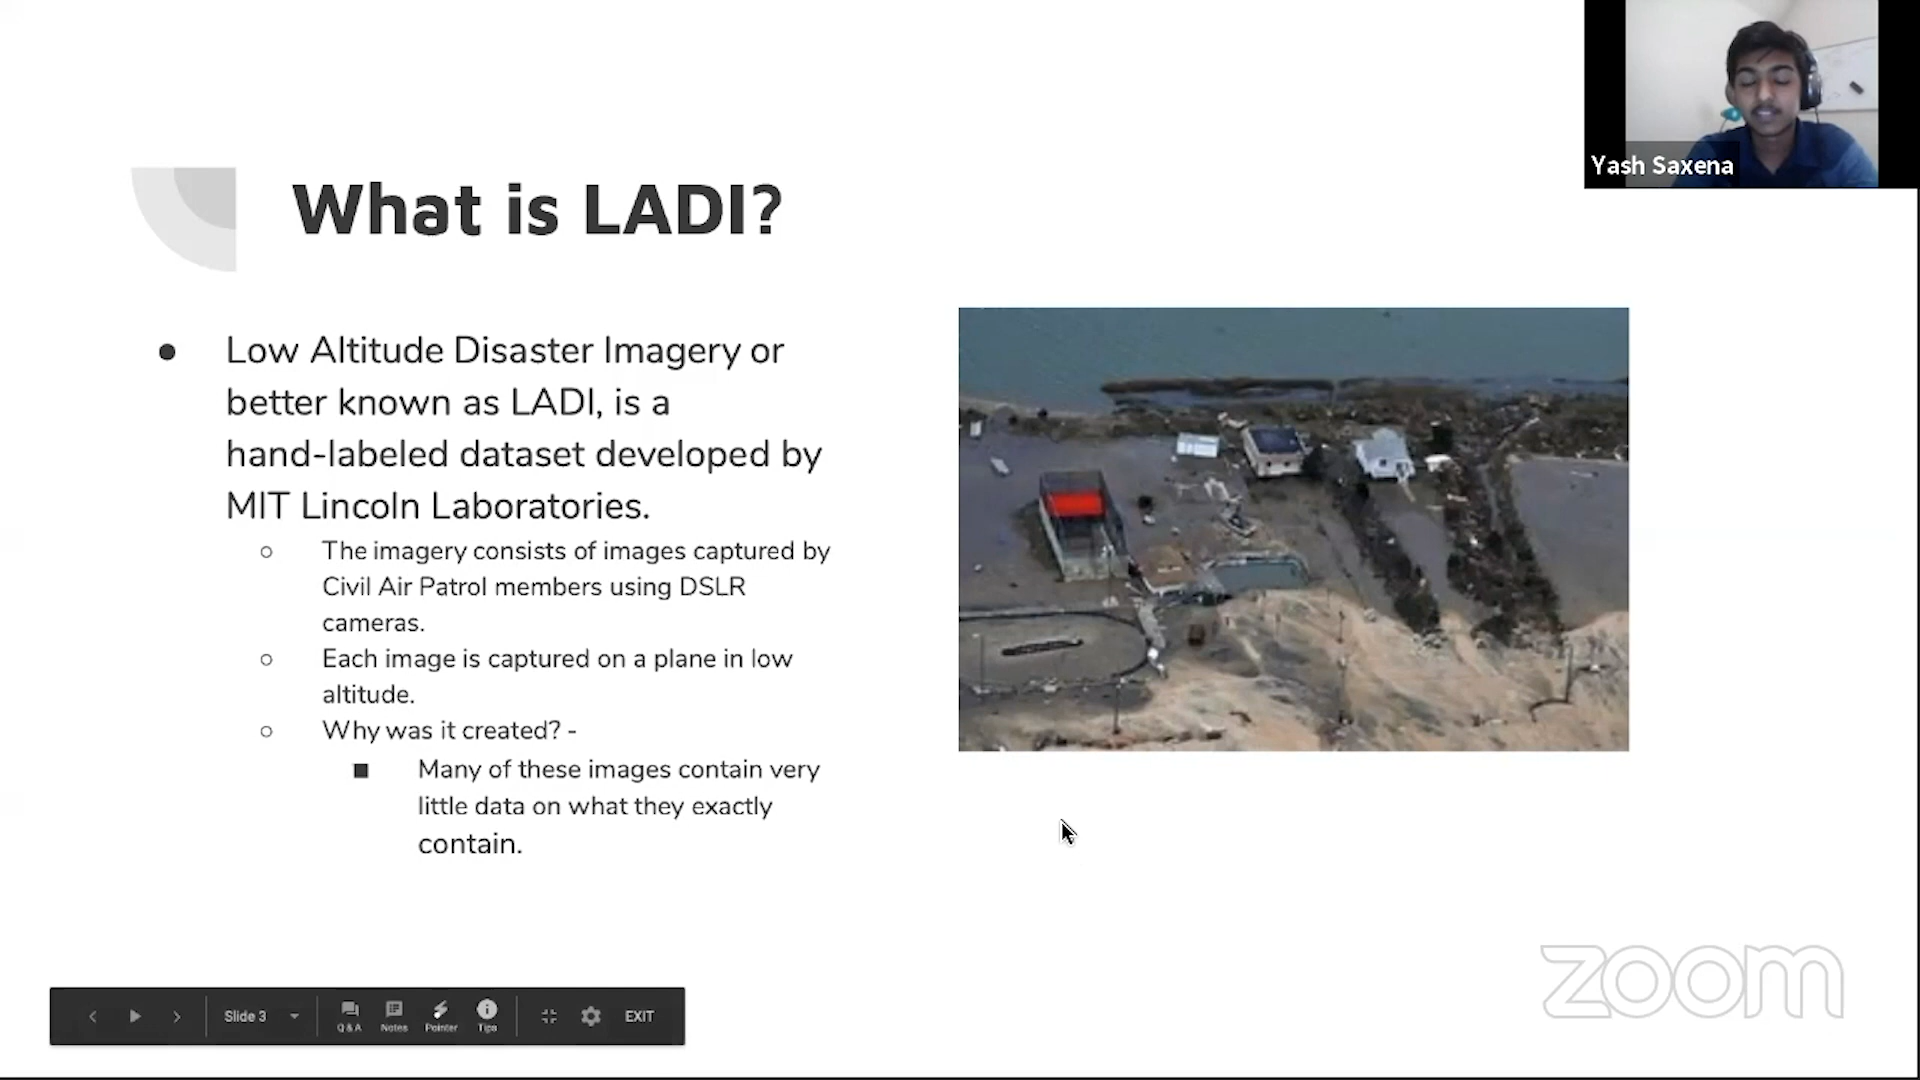 Yash Saxena
What is LADI?
● Low Altitude Disaster Imagery or
better known as LADI, is a
hand-labeled dataset developed by
MIT Lincoln Laboratories.
○ The imagery consists of images captured by
Civil Air Patrol members using DSLR
cameras.
○ Each image is captured on a plane in low
altitude.
○ Why was it created? -
■ Many of these images contain very
little data on what they exactly
contain.
zoom
Slide 3 Q & A Notes Pointer Tips EXIT